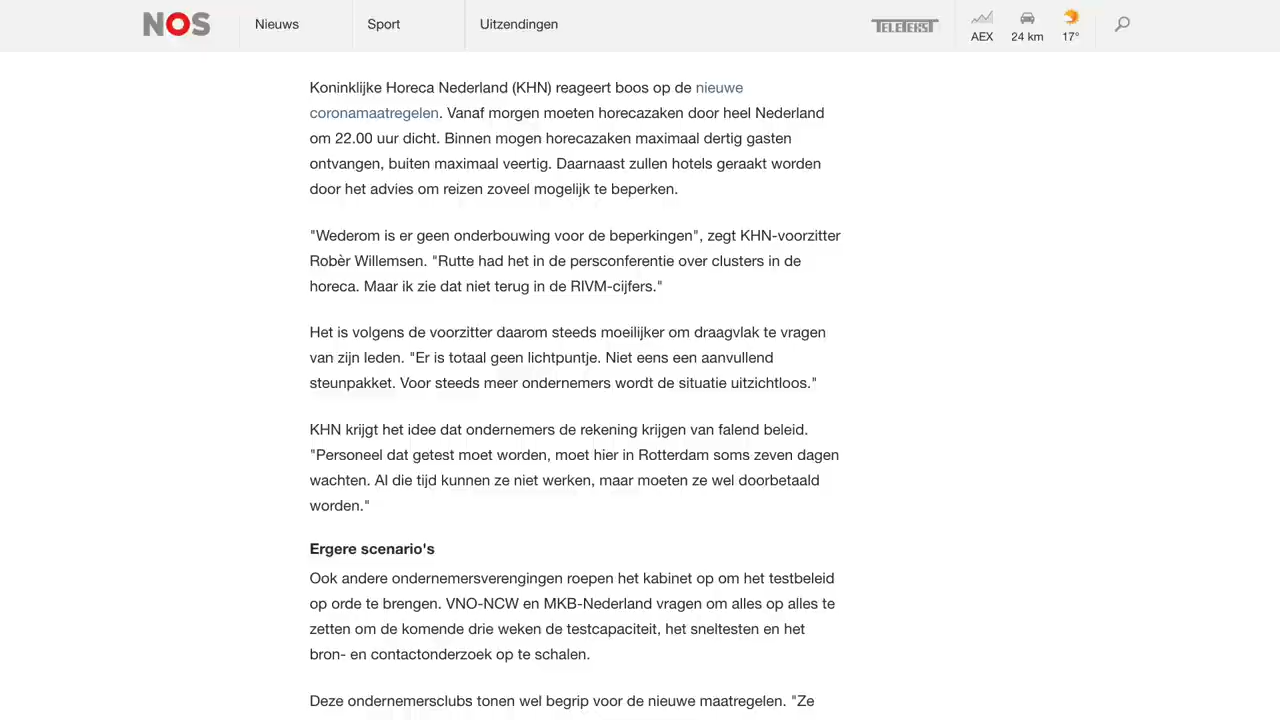 NOS
Nieuws
Sport
Uitzendingen
TELETEKST
AEX
24 km
17°
Koninklijke Horeca Nederland (KHN) reageert boos op de nieuwe
coronamaatregelen. Vanaf morgen moeten horecazaken door heel Nederland
om 22.00 uur dicht. Binnen mogen horecazaken maximaal dertig gasten
ontvangen, buiten maximaal veertig. Daarnaast zullen hotels geraakt worden
door het advies om reizen zoveel mogelijk te beperken.
"Wederom is er geen onderbouwing voor de beperkingen", zegt KHN-voorzitter
Robèr Willemsen. "Rutte had het in de persconferentie over clusters in de
horeca. Maar ik zie dat niet terug in de RIVM-cijfers."
Het is volgens de voorzitter daarom steeds moeilijker om draagvlak te vragen
van zijn leden. "Er is totaal geen lichtpuntje. Niet eens een aanvullend
steunpakket. Voor steeds meer ondernemers wordt de situatie uitzichtloos."
KHN krijgt het idee dat ondernemers de rekening krijgen van falend beleid.
"Personeel dat getest moet worden, moet hier in Rotterdam soms zeven dagen
wachten. Al die tijd kunnen ze niet werken, maar moeten ze wel doorbetaald
worden."
Ergere scenario's
Ook andere ondernemersverengingen roepen het kabinet op om het testbeleid
op orde te brengen. VNO-NCW en MKB-Nederland vragen om alles op alles te
zetten om de komende drie weken de testcapaciteit, het sneltesten en het
bron- en contactonderzoek op te schalen.
Deze ondernemersclubs tonen wel begrip voor de nieuwe maatregelen. "Ze